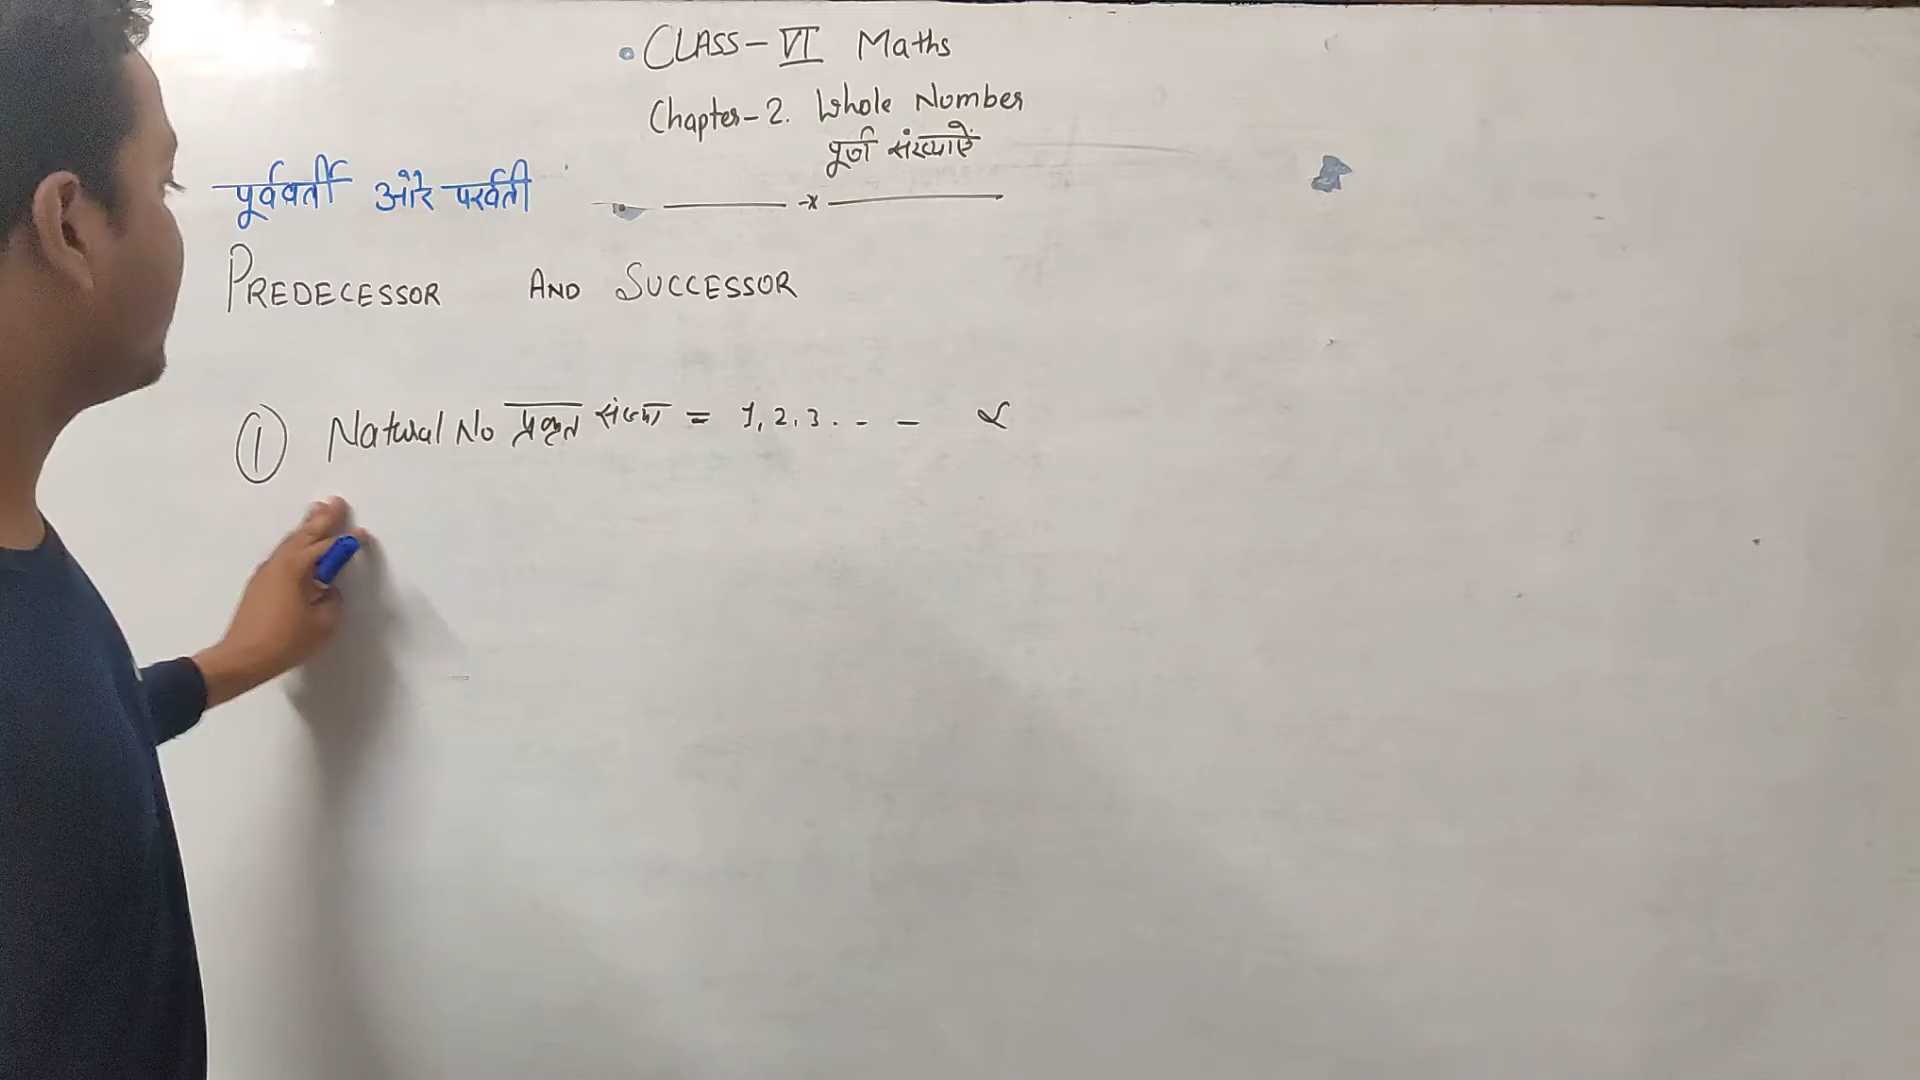 CLASS-VI Maths
Chapter-2. Whole Number
पूर्ण संख्याऐं
पूर्ववर्ती और परवर्ती
PREDECESSOR AND SUCCESSOR
① Natural No प्रकृत संख्या = 1, 2, 3 . - -